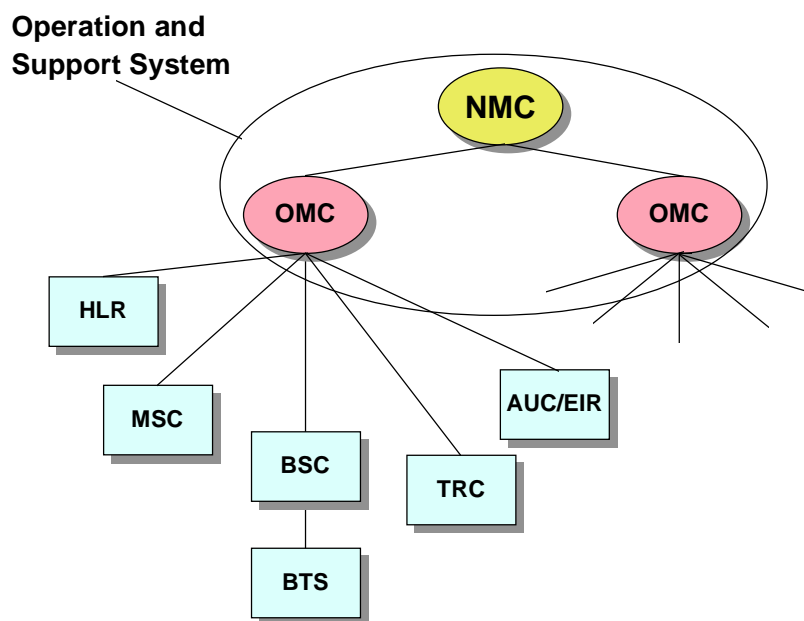 Operation and
Support System
NMC
OMC
OMC
HLR
MSC
AUC/EIR
BSC
TRC
BTS